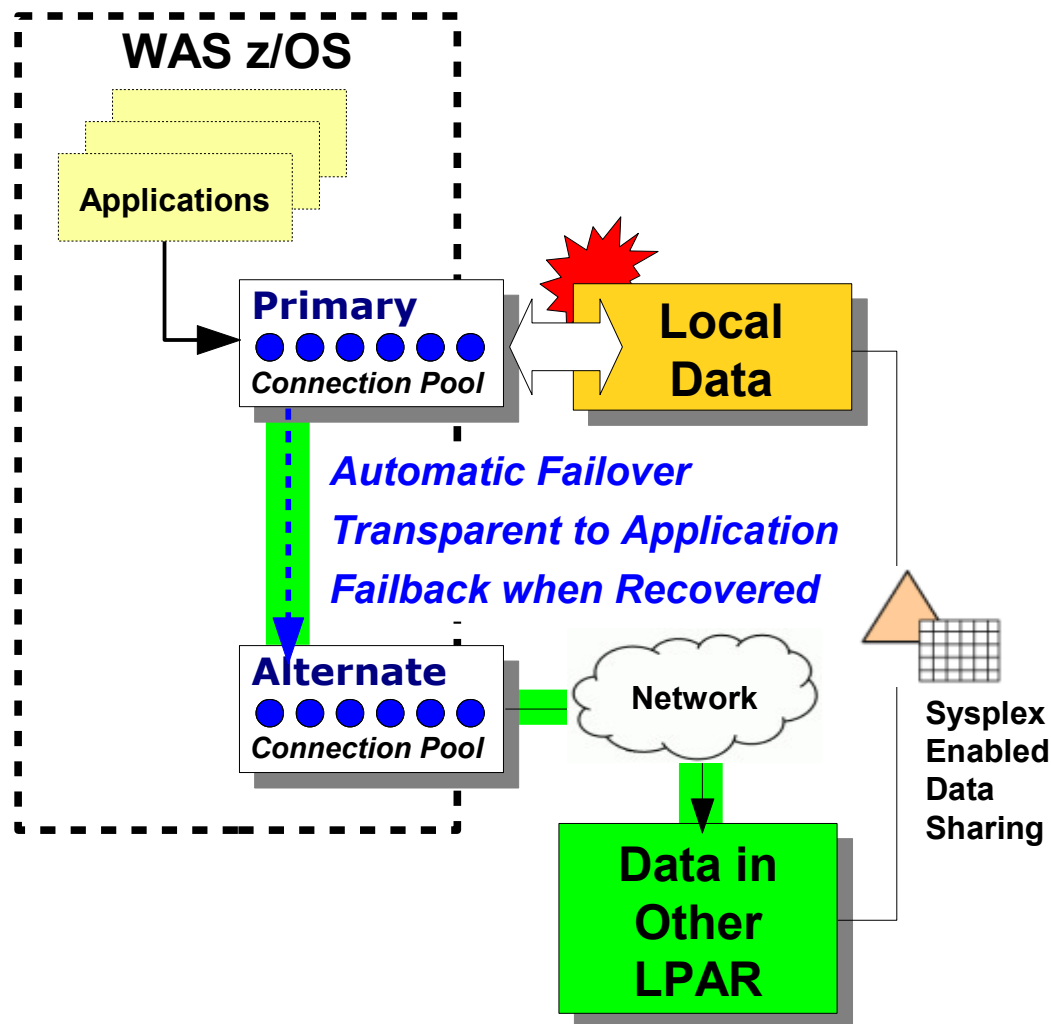 WAS z/OS
Applications
Primary
Connection Pool
Local
Data
Automatic Failover
Transparent to Application
Failback when Recovered
Alternate
Connection Pool
Network
Sysplex
Enabled
Data
Sharing
Data in
Other
LPAR